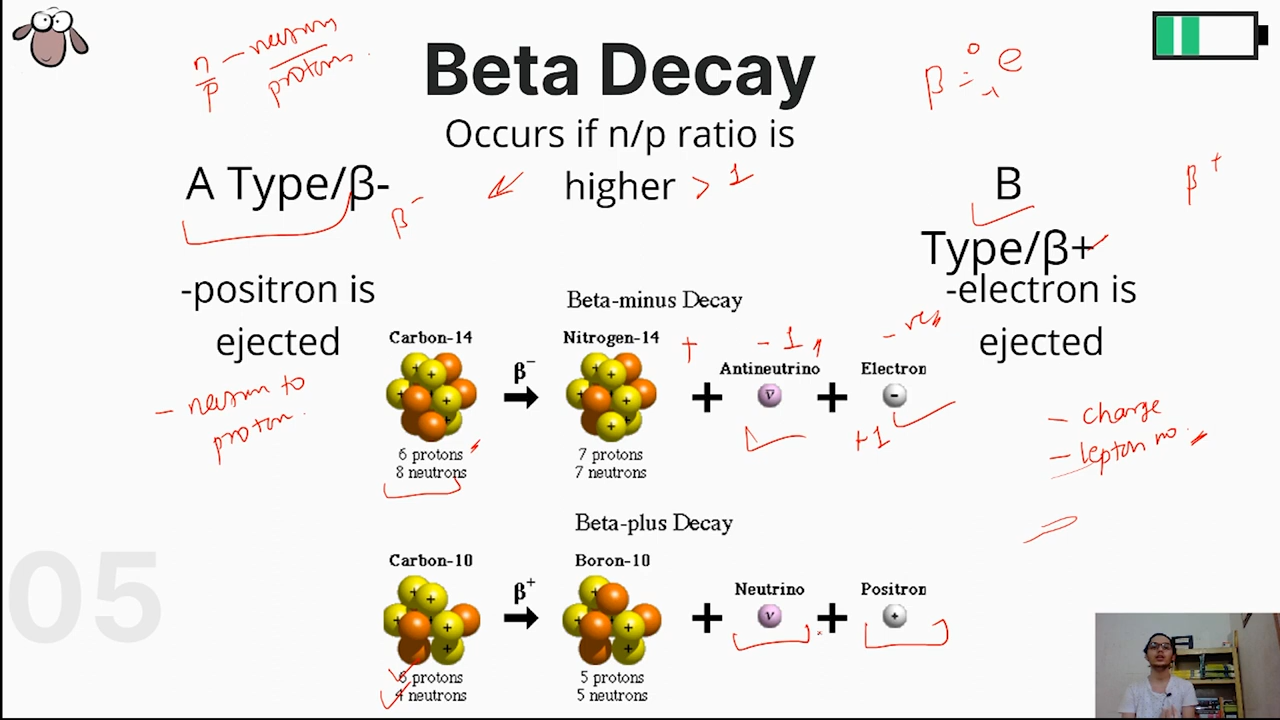 n/p – neutrons/protons
Beta Decay
β = 0 -1 e
Occurs if n/p ratio is
higher > 1
A Type/β-
β⁻
B
Type/β+
β⁺
-positron is
ejected
-electron is
ejected
Beta-minus Decay
Carbon-14
β⁻
Nitrogen-14
+
-1
Antineutrino
Electron
+
+
-
+1
6 protons
8 neutrons
7 protons
7 neutrons
proton
- charge
- lepton no.
Beta-plus Decay
Carbon-10
β⁺
Boron-10
Neutrino
Positron
+
ν
+
+
6 protons
4 neutrons
5 protons
5 neutrons
05